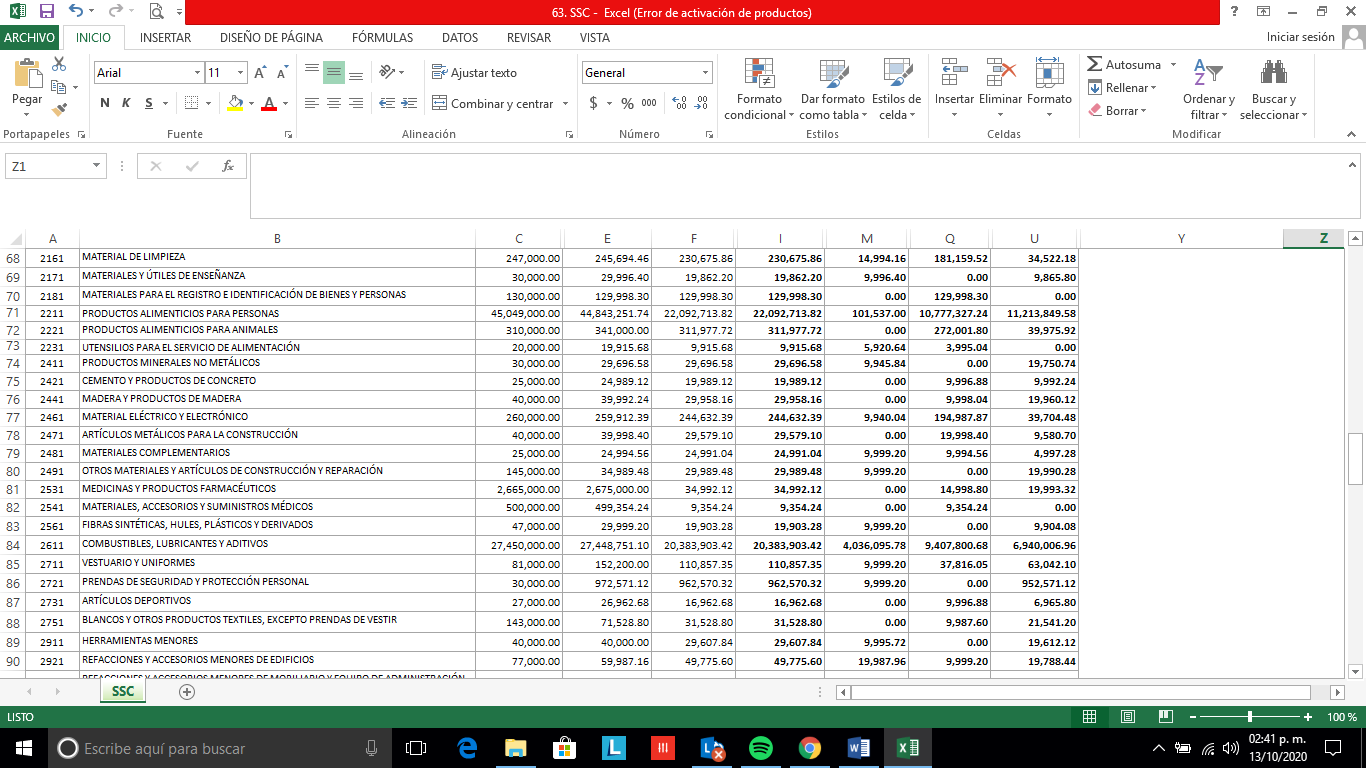 63. SSC - Excel (Error de activación de productos)
ARCHIVO INICIO INSERTAR DISEÑO DE PÁGINA FÓRMULAS DATOS REVISAR VISTA Iniciar sesión
Pegar Arial 11 Ajustar texto General Formato condicional Dar formato como tabla Estilos de celda Insertar Eliminar Formato Autosuma Rellenar Borrar Ordenar y filtrar Buscar y seleccionar
N K S Combinar y centrar $ % 000
Portapapeles Fuente Alineación Número Estilos Celdas Modificar
Z1 fx
A B C E F I M Q U Y Z
68 2161 MATERIAL DE LIMPIEZA 247,000.00 245,694.46 230,675.86 230,675.86 14,994.16 181,159.52 34,522.18
69 2171 MATERIALES Y ÚTILES DE ENSEÑANZA 30,000.00 29,996.40 19,862.20 19,862.20 9,996.40 0.00 9,865.80
70 2181 MATERIALES PARA EL REGISTRO E IDENTIFICACIÓN DE BIENES Y PERSONAS 130,000.00 129,998.30 129,998.30 129,998.30 0.00 129,998.30 0.00
71 2211 PRODUCTOS ALIMENTICIOS PARA PERSONAS 45,049,000.00 44,843,251.74 22,092,713.82 22,092,713.82 101,537.00 10,777,327.24 11,213,849.58
72 2221 PRODUCTOS ALIMENTICIOS PARA ANIMALES 310,000.00 341,000.00 311,977.72 311,977.72 0.00 272,001.80 39,975.92
73 2231 UTENSILIOS PARA EL SERVICIO DE ALIMENTACIÓN 20,000.00 19,915.68 9,915.68 9,915.68 5,920.64 3,995.04 0.00
74 2411 PRODUCTOS MINERALES NO METÁLICOS 30,000.00 29,696.58 29,696.58 29,696.58 9,945.84 0.00 19,750.74
75 2421 CEMENTO Y PRODUCTOS DE CONCRETO 25,000.00 24,989.12 19,989.12 19,989.12 0.00 9,996.88 9,992.24
76 2441 MADERA Y PRODUCTOS DE MADERA 40,000.00 39,992.24 29,958.16 29,958.16 0.00 9,998.04 19,960.12
77 2461 MATERIAL ELÉCTRICO Y ELECTRÓNICO 260,000.00 259,912.39 244,632.39 244,632.39 9,940.04 194,987.87 39,704.48
78 2471 ARTÍCULOS METÁLICOS PARA LA CONSTRUCCIÓN 40,000.00 39,998.40 29,579.10 29,579.10 0.00 19,998.40 9,580.70
79 2481 MATERIALES COMPLEMENTARIOS 25,000.00 24,994.56 24,991.04 24,991.04 9,999.20 9,994.56 4,997.28
80 2491 OTROS MATERIALES Y ARTÍCULOS DE CONSTRUCCIÓN Y REPARACIÓN 145,000.00 34,989.48 29,989.48 29,989.48 9,999.20 0.00 19,990.28
81 2531 MEDICINAS Y PRODUCTOS FARMACÉUTICOS 2,665,000.00 2,675,000.00 34,992.12 34,992.12 0.00 14,998.80 19,993.32
82 2541 MATERIALES, ACCESORIOS Y SUMINISTROS MÉDICOS 500,000.00 499,354.24 9,354.24 9,354.24 0.00 9,354.24 0.00
83 2561 FIBRAS SINTÉTICAS, HULES, PLÁSTICOS Y DERIVADOS 47,000.00 29,999.20 19,903.28 19,903.28 9,999.20 0.00 9,904.08
84 2611 COMBUSTIBLES, LUBRICANTES Y ADITIVOS 27,450,000.00 27,448,751.10 20,383,903.42 20,383,903.42 4,036,095.78 9,407,800.68 6,940,006.96
85 2711 VESTUARIO Y UNIFORMES 81,000.00 152,200.00 110,857.35 110,857.35 9,999.20 37,816.05 63,042.10
86 2721 PRENDAS DE SEGURIDAD Y PROTECCIÓN PERSONAL 30,000.00 972,571.12 962,570.32 962,570.32 9,999.20 0.00 952,571.12
87 2731 ARTÍCULOS DEPORTIVOS 27,000.00 26,962.68 16,962.68 16,962.68 0.00 9,996.88 6,965.80
88 2751 BLANCOS Y OTROS PRODUCTOS TEXTILES, EXCEPTO PRENDAS DE VESTIR 143,000.00 71,528.80 31,528.80 31,528.80 0.00 9,987.60 21,541.20
89 2911 HERRAMIENTAS MENORES 40,000.00 40,000.00 29,607.84 29,607.84 9,995.72 0.00 19,612.12
90 2921 REFACCIONES Y ACCESORIOS MENORES DE EDIFICIOS 77,000.00 59,987.16 49,775.60 49,775.60 19,987.96 9,999.20 19,788.44
REFACCIONES Y ACCESORIOS MENORES DE MOBILIARIO Y EQUIPO DE ADMINISTRACIÓN,
SSC
LISTO 100 %
Escribe aquí para buscar 02:41 p. m.
13/10/2020